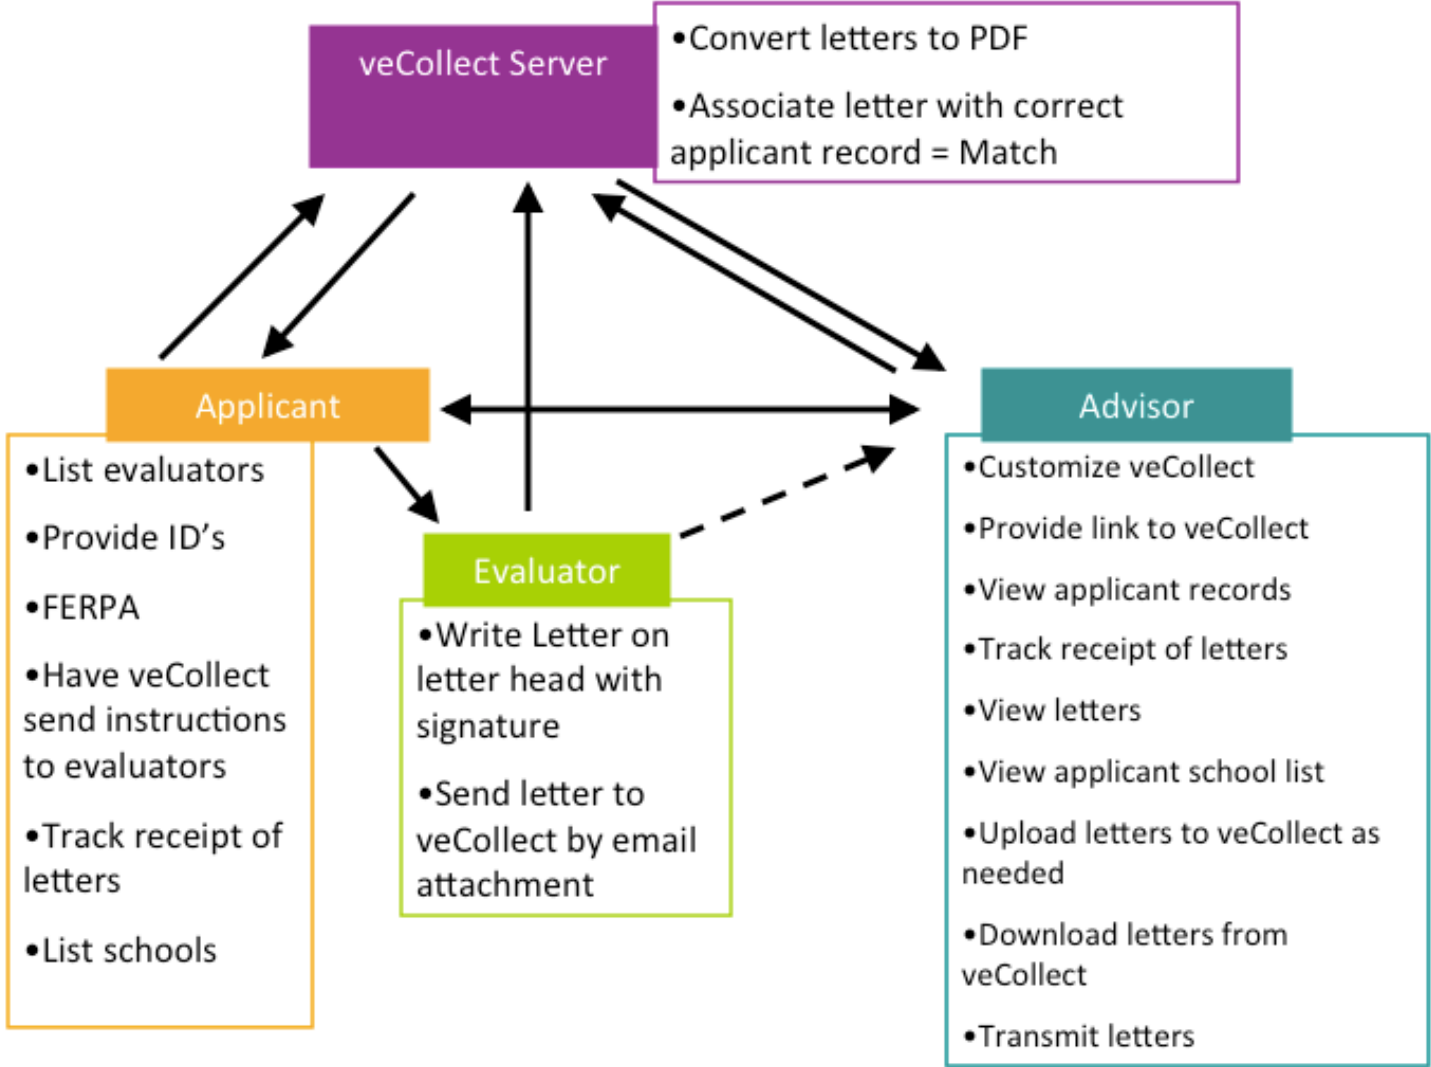 veCollect Server
•Convert letters to PDF
•Associate letter with correct
applicant record = Match
Applicant
•List evaluators
•Provide ID’s
•FERPA
•Have veCollect
send instructions
to evaluators
•Track receipt of
letters
•List schools
Evaluator
•Write Letter on
letter head with
signature
•Send letter to
veCollect by email
attachment
Advisor
•Customize veCollect
•Provide link to veCollect
•View applicant records
•Track receipt of letters
•View letters
•View applicant school list
•Upload letters to veCollect as
needed
•Download letters from
veCollect
•Transmit letters